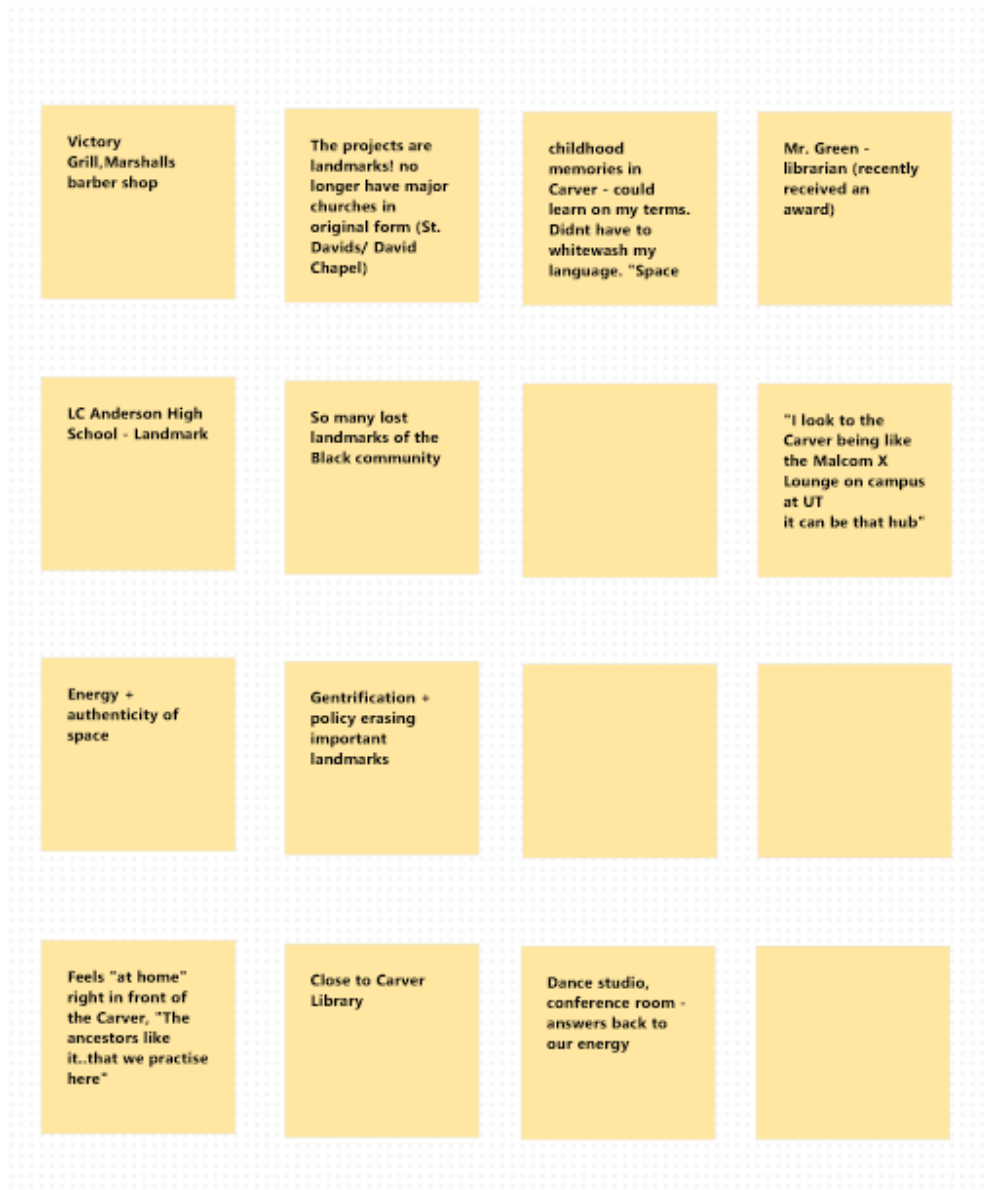 Victory
Grill,Marshalls
barber shop
The projects are
landmarks! no
longer have major
churches in
original form (St.
Davids/ David
Chapel)
childhood
memories in
Carver - could
learn on my terms.
Didnt have to
whitewash my
language. "Space
Mr. Green -
librarian (recently
received an
award)
LC Anderson High
School - Landmark
So many lost
landmarks of the
Black community
"I look to the
Carver being like
the Malcom X
Lounge on campus
at UT
it can be that hub"
Energy +
authenticity of
space
Gentrification +
policy erasing
important
landmarks
Feels "at home"
right in front of
the Carver, "The
ancestors like
it..that we practise
here"
Close to Carver
Library
Dance studio,
conference room -
answers back to
our energy